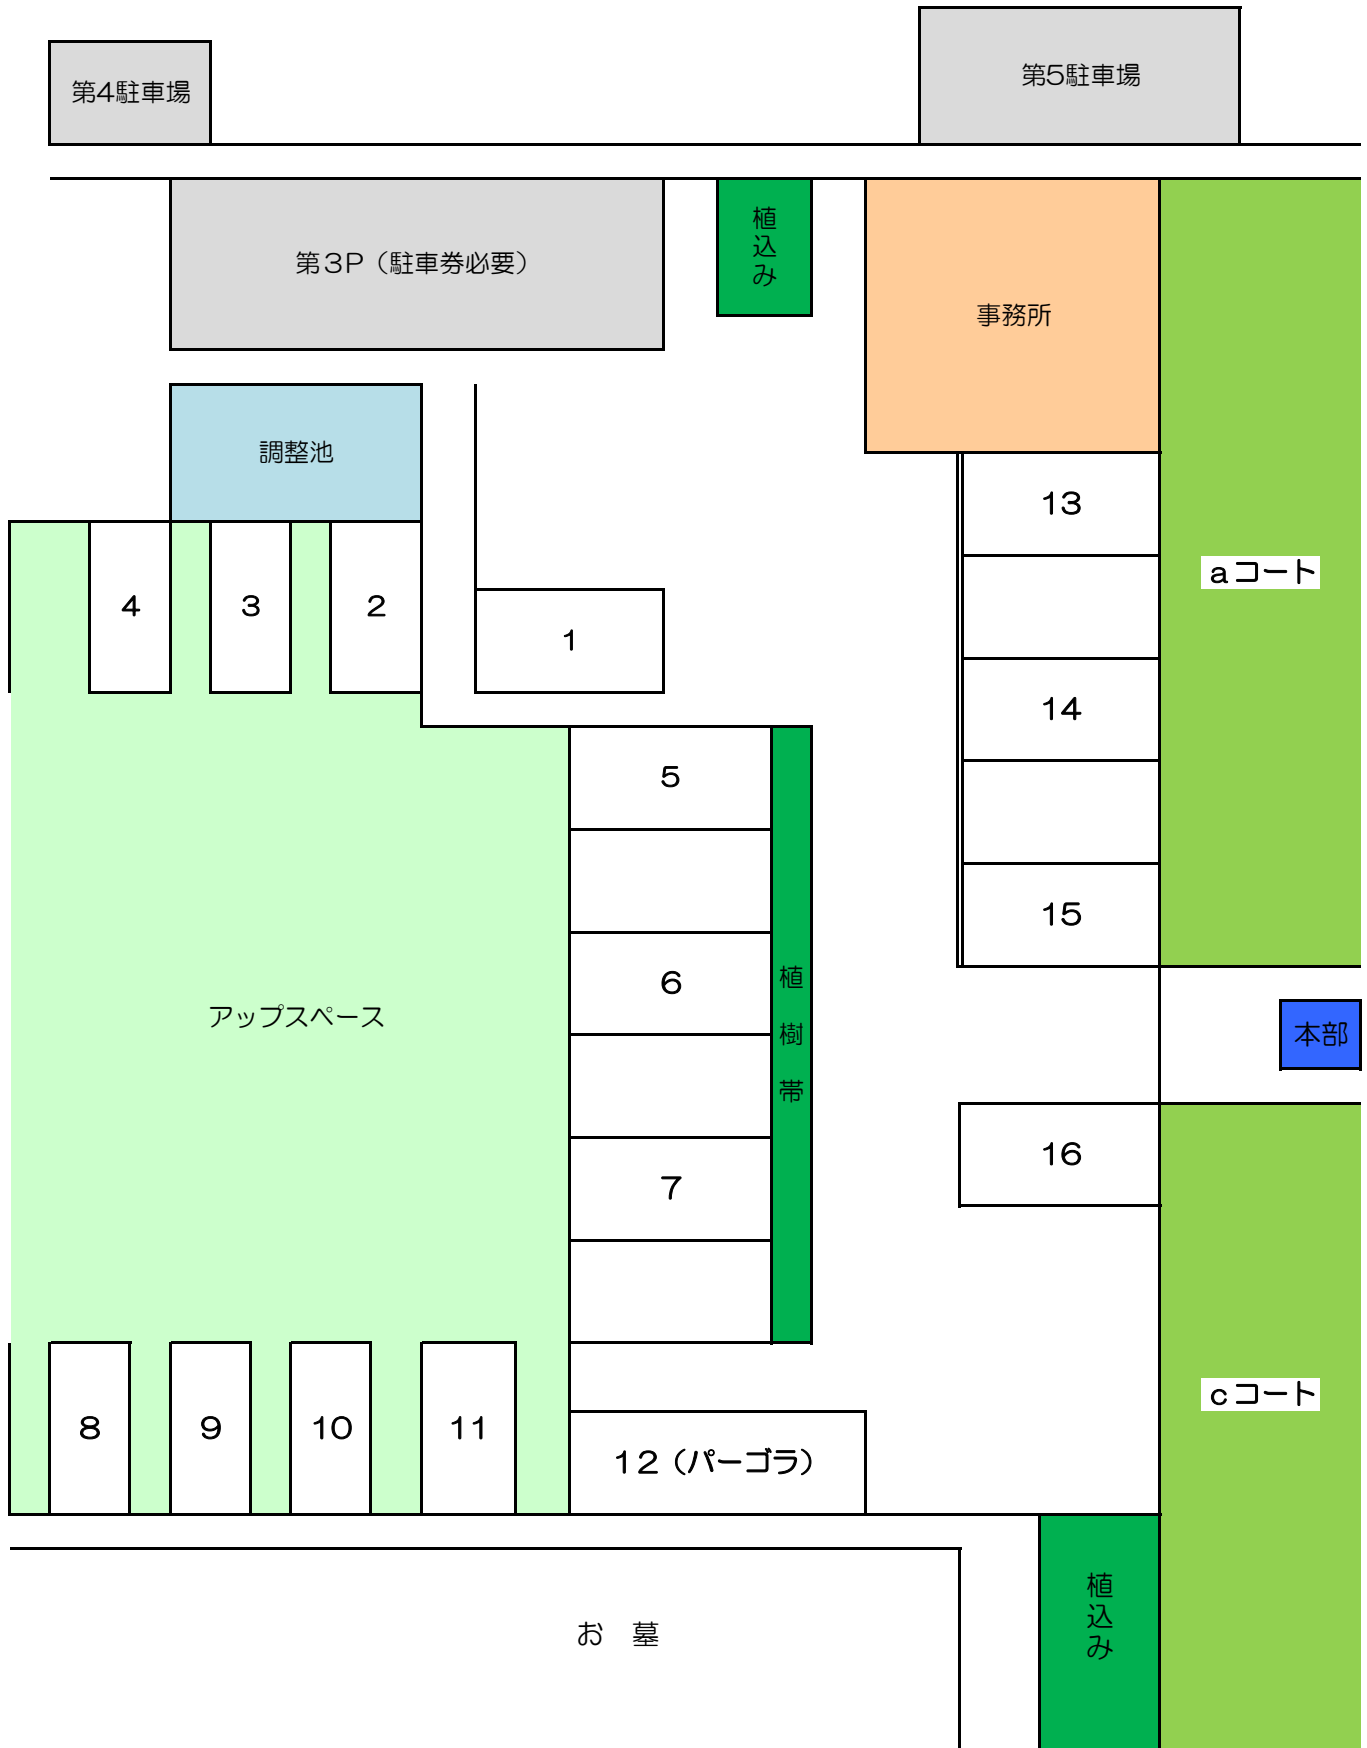 第5駐車場
第4駐車場
第3P（駐車券必要）
植込み
事務所
調整池
13
aコート
4
3
2
1
14
5
15
6
植樹帯
アップスペース
本部
16
7
cコート
8
9
10
11
12（パーゴラ）
植込み
お　墓